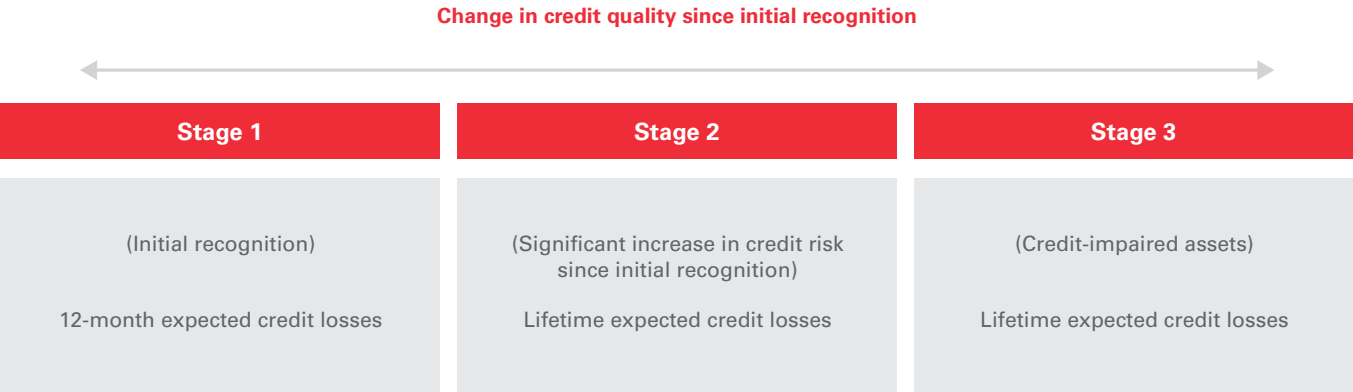 Change in credit quality since initial recognition
Stage 1
Stage 2
Stage 3
(Initial recognition)
12-month expected credit losses
(Significant increase in credit risk
since initial recognition)
Lifetime expected credit losses
(Credit-impaired assets)
Lifetime expected credit losses